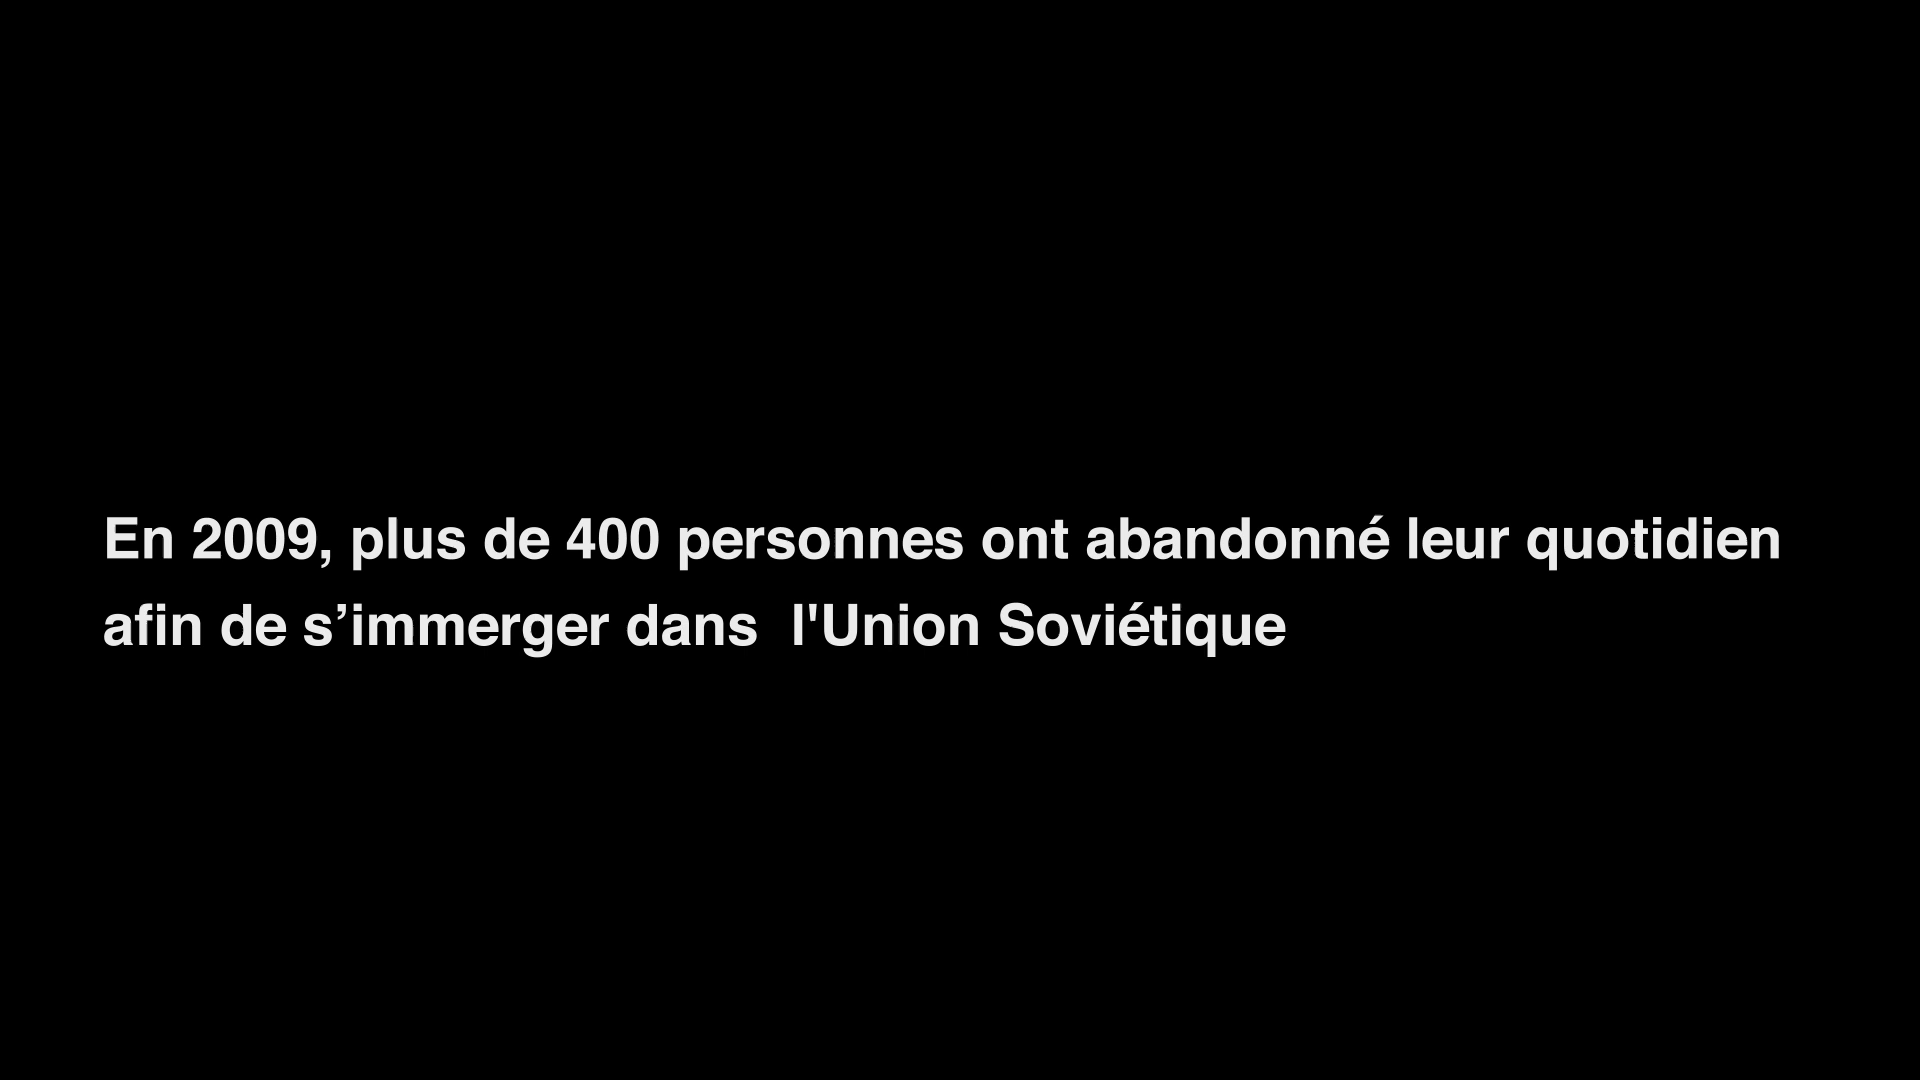 En 2009, plus de 400 personnes ont abandonné leur quotidien
afin de s’immerger dans  l'Union Soviétique